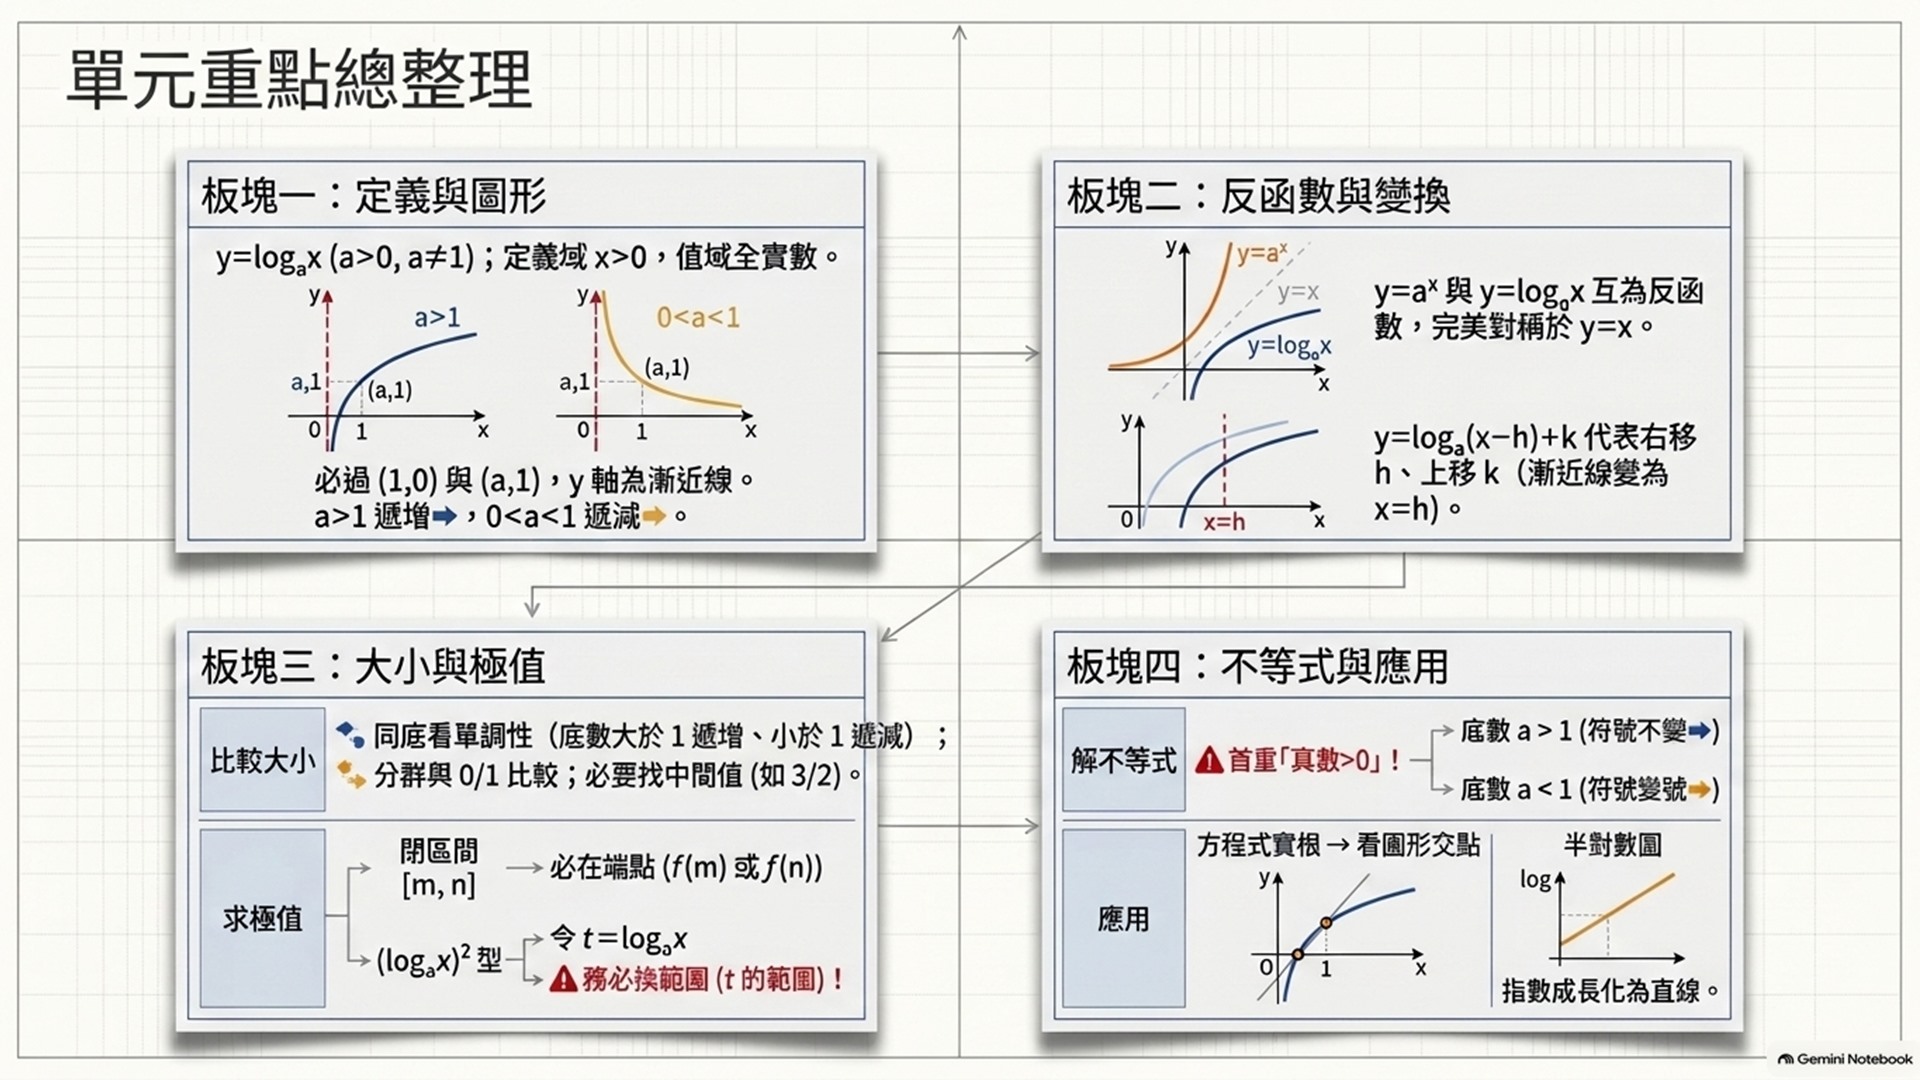 單元重點總整理
板塊一：定義與圖形
y=logₐx (a>0, a≠1)；定義域 x>0，值域全實數。
y
a>1
a,1
(a,1)
0
1
x
y
0<a<1
a,1
(a,1)
0
1
x
必過 (1,0) 與 (a,1)，y 軸為漸近線。
a>1 遞增➡，0<a<1 遞減➡。
板塊二：反函數與變換
y
y=aˣ
y=x
y=logₐx
x
y=aˣ 與 y=logₐx 互為反函
數，完美對稱於 y=x。
y
0
x=h
x
y=logₐ(x−h)+k 代表右移
h、上移 k（漸近線變為
x=h）。
板塊三：大小與極值
比較大小
同底看單調性（底數大於 1 遞增、小於 1 遞減）；
分群與 0/1 比較；必要找中間值 (如 3/2)。
求極值
閉區間
[m, n]
必在端點 (f(m) 或 f(n))
(logₐx)² 型
令 t=logₐx
務必換範圍 (t 的範圍)！
板塊四：不等式與應用
解不等式
首重「真數>0」！
底數 a > 1 (符號不變➡)
底數 a < 1 (符號變號➡)
應用
方程式實根 → 看圖形交點
y
0
1
x
半對數圖
log
指數成長化為直線。
Gemini Notebook